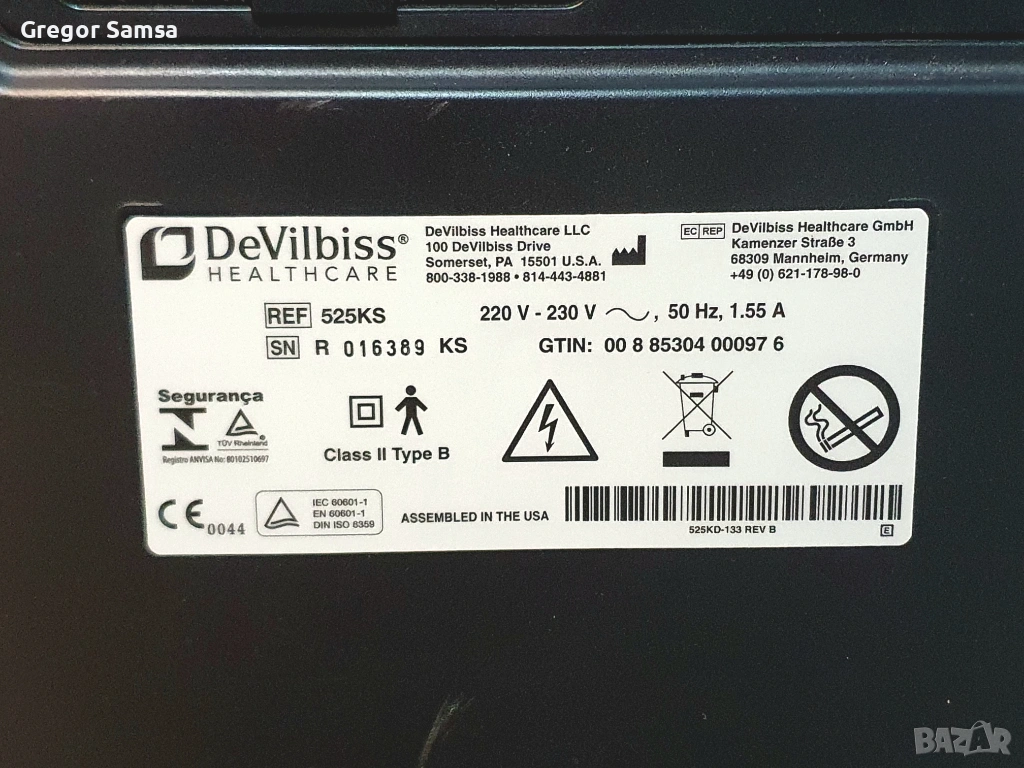 Gregor Samsa
DeVilbiss®
HEALTHCARE
DeVilbiss Healthcare LLC
100 DeVilbiss Drive
Somerset, PA 15501 U.S.A.
800-338-1988 • 814-443-4881
EC REP
DeVilbiss Healthcare GmbH
Kamenzer Straße 3
68309 Mannheim, Germany
+49 (0) 621-178-98-0
REF 525KS
220 V - 230 V ～, 50 Hz, 1.55 A
SN R 016389 KS
GTIN: 00 8 85304 00097 6
Segurança
TÜV Rheinland
Registro ANVISA No: 80102510697
Class II Type B
CE 0044
IEC 60601-1
EN 60601-1
DIN ISO 8359
ASSEMBLED IN THE USA
525KD-133 REV B
E
BAZAR